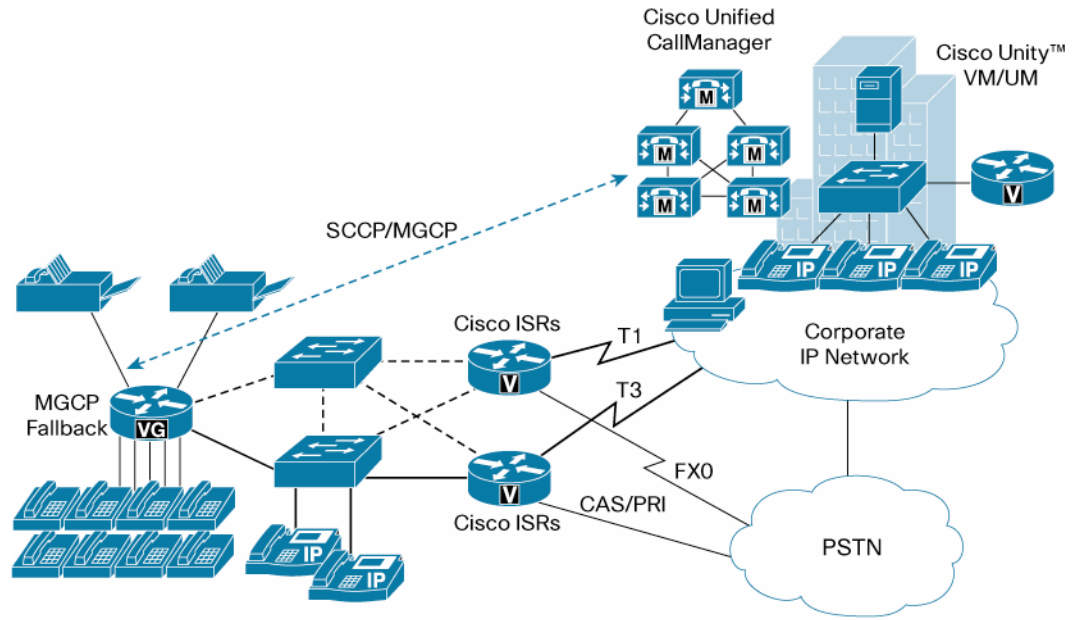 Cisco Unified
CallManager
Cisco Unity™
VM/UM
M
M
M
M
M
V
SCCP/MGCP
IP
IP
IP
Cisco ISRs
T1
Corporate
IP Network
V
MGCP
Fallback
VG
T3
V
FX0
Cisco ISRs
CAS/PRI
PSTN
IP
IP